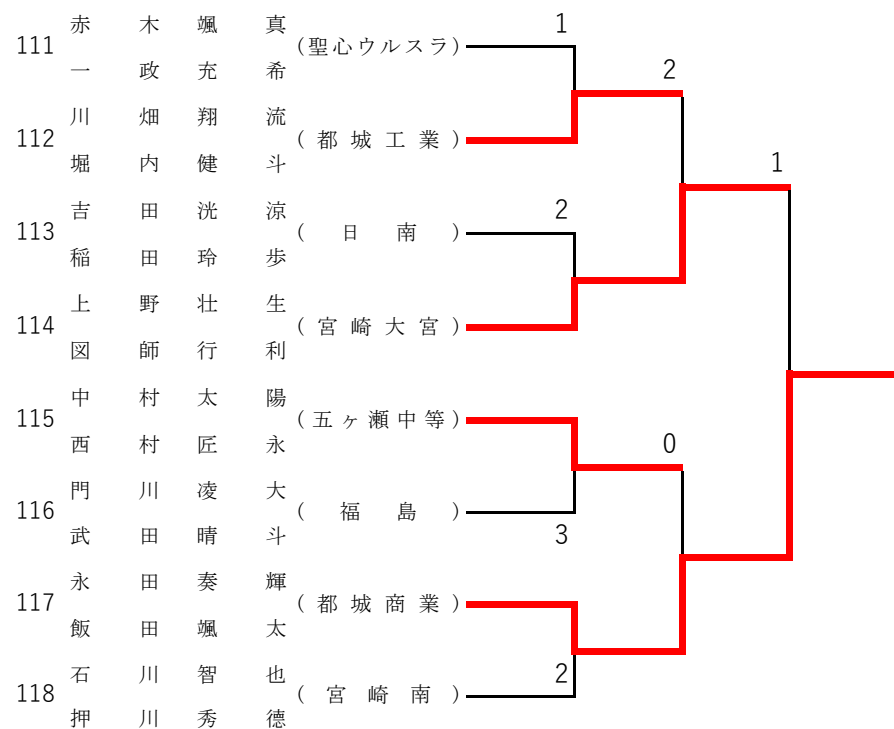 赤木颯真
111 (聖心ウルスラ) 1
一政充希
2
川畑翔流
112 (都城工業)
堀内健斗
1
吉田洸涼
113 (日南) 2
稲田玲歩
上野壮生
114 (宮崎大宮)
図師行利
中村太陽
115 (五ヶ瀬中等)
西村匠永
0
門川凌大
116 (福島) 3
武田晴斗
永田奏輝
117 (都城商業)
飯田颯太
石川智也
118 (宮崎南) 2
押川秀德